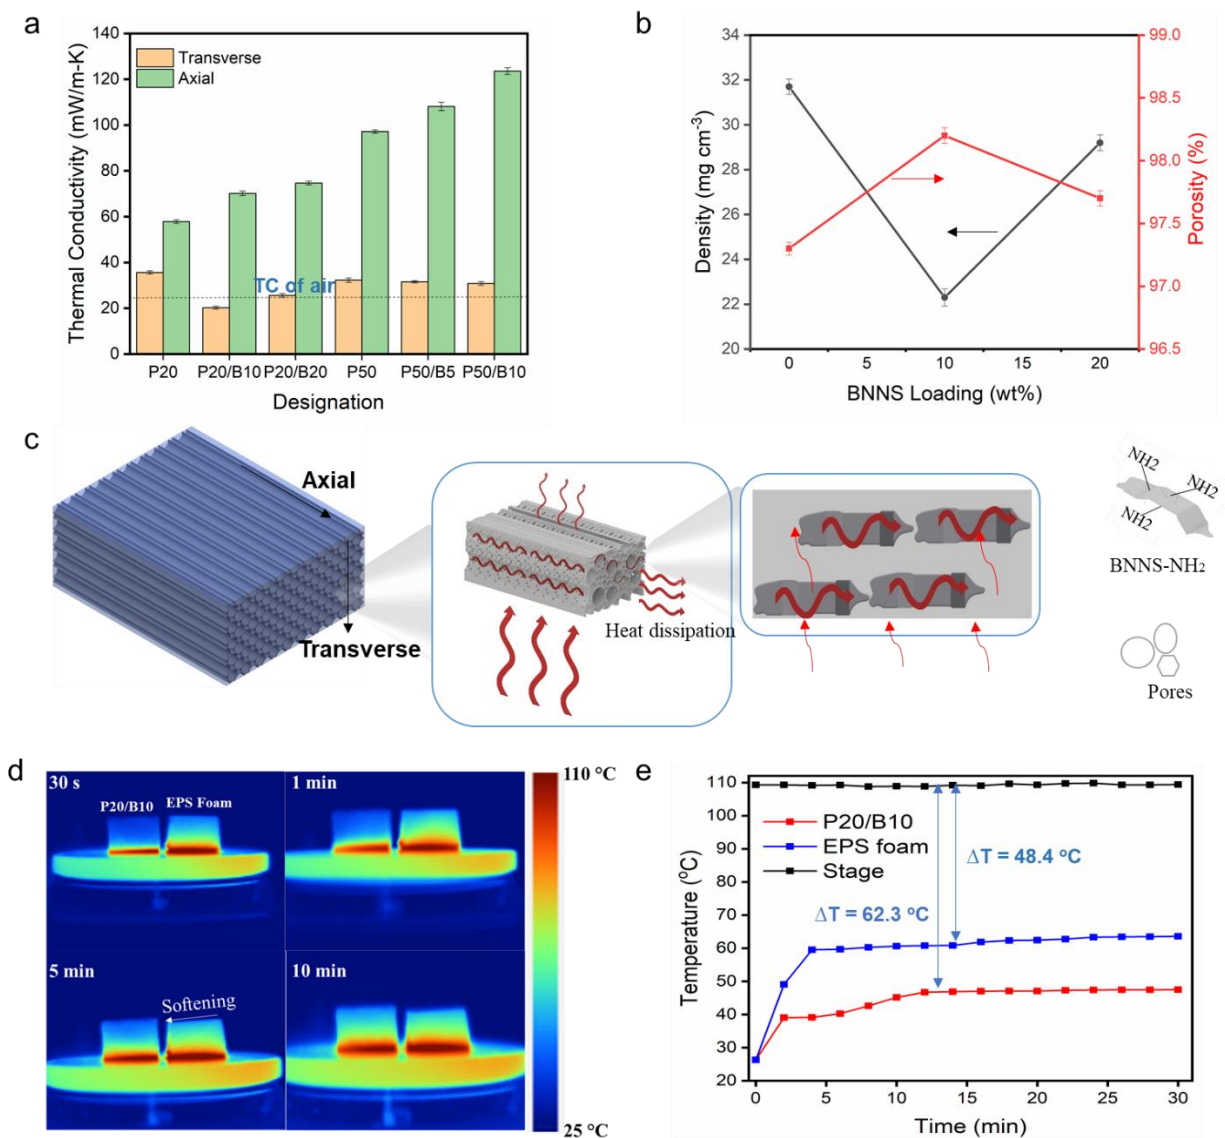 a
Thermal Conductivity (mW/m-K)
140
120
100
80
60
40
20
0
Transverse
Axial
TC of air
P20
P20/B10
P20/B20
P50
P50/B5
P50/B10
Designation
b
Density (mg cm⁻³)
34
32
30
28
26
24
22
20
99.0
98.5
98.0
97.5
97.0
96.5
Porosity (%)
0
5
10
15
20
BNNS Loading (wt%)
c
Axial
Transverse
Heat dissipation
NH2
NH2
NH2
BNNS-NH2
Pores
d
30 s
P20/B10
EPS Foam
1 min
5 min
Softening
10 min
110 °C
25 °C
e
Temperature (°C)
110
100
90
80
70
60
50
40
30
20
P20/B10
EPS foam
Stage
ΔT = 48.4 °C
ΔT = 62.3 °C
0
5
10
15
20
25
30
Time (min)